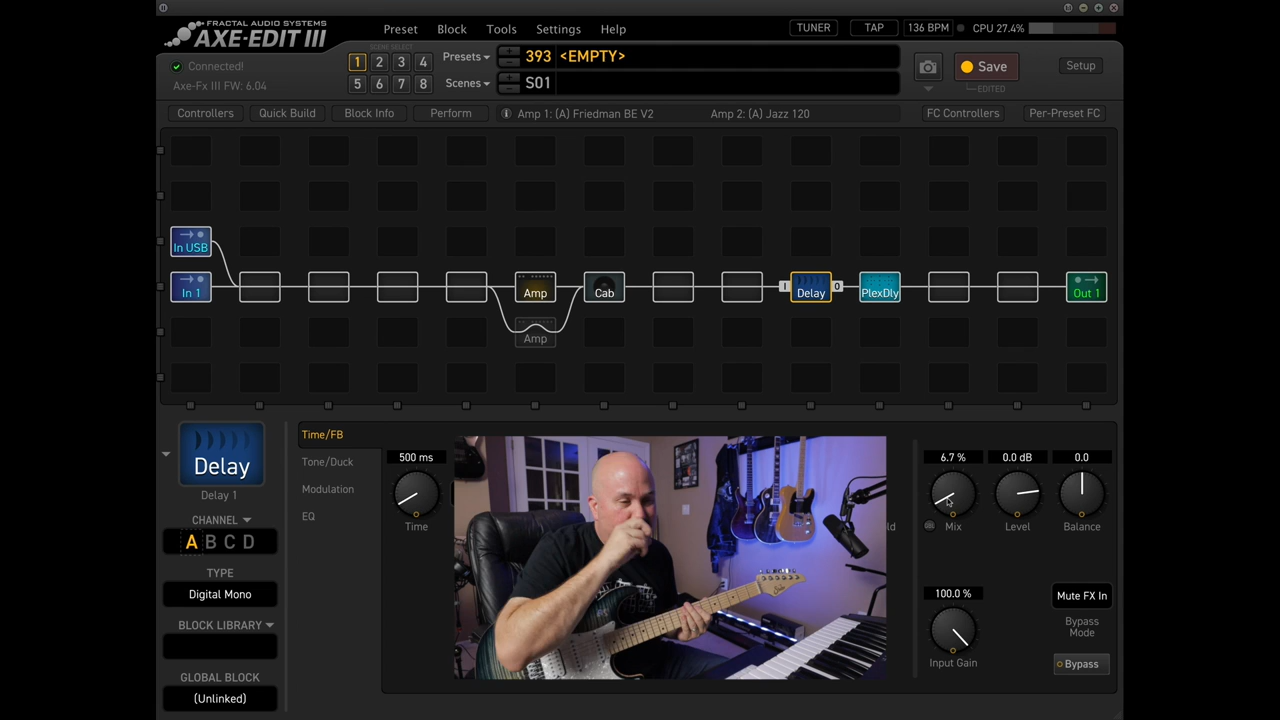 FRACTAL AUDIO SYSTEMS
AXE-EDIT III
Preset Block Tools Settings Help
TUNER TAP 136 BPM CPU 27.4%
SCENE SELECT
1 2 3 4
5 6 7 8
Connected!
Axe-Fx III FW: 6.04
Presets 393 <EMPTY>
Scenes S01
Save
EDITED
Setup
Controllers Quick Build Block Info Perform Amp 1: (A) Friedman BE V2 Amp 2: (A) Jazz 120 FC Controllers Per-Preset FC
In USB
In 1 Amp Cab I Delay O PlexDly Out 1
Amp
Delay
Delay 1
CHANNEL
A B C D
TYPE
Digital Mono
BLOCK LIBRARY
GLOBAL BLOCK
(Unlinked)
Time/FB
Tone/Duck
Modulation
EQ
500 ms
Time
6.7 % 0.0 dB 0.0
Mix Level Balance
100.0 %
Input Gain
Mute FX In
Bypass
Mode
Bypass